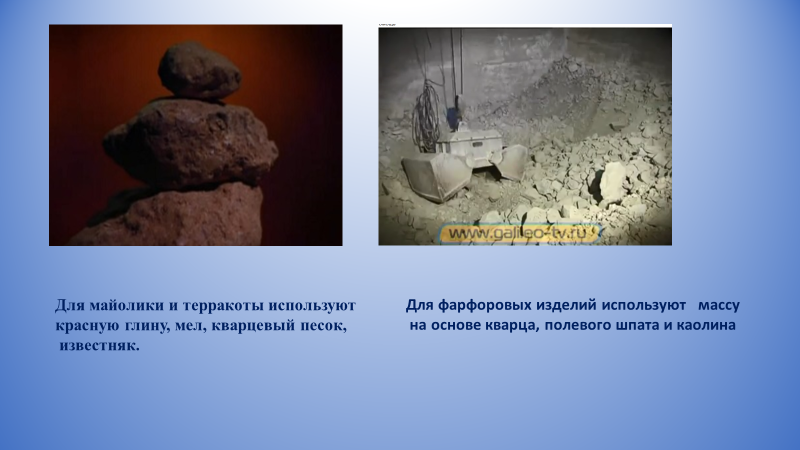 www.galileo-tv.ru
Для майолики и терракоты используют
красную глину, мел, кварцевый песок,
известняк.
Для фарфоровых изделий используют массу
на основе кварца, полевого шпата и каолина